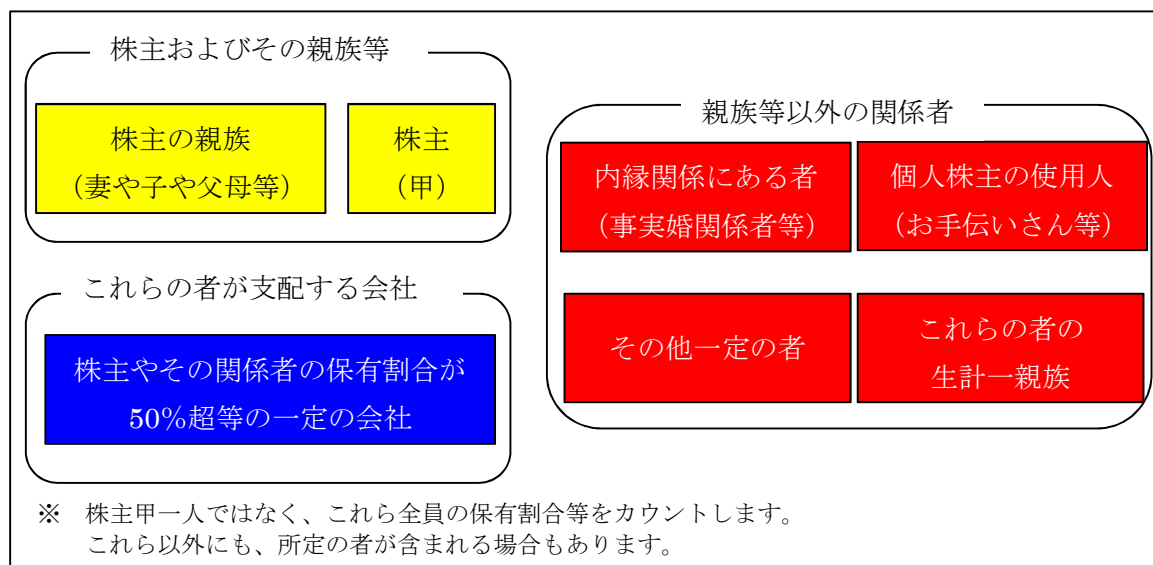 株主およびその親族等
株主の親族
（妻や子や父母等）
株主
（甲）
これらの者が支配する会社
株主やその関係者の保有割合が
50％超等の一定の会社
親族等以外の関係者
内縁関係にある者
（事実婚関係者等）
個人株主の使用人
（お手伝いさん等）
その他一定の者
これらの者の
生計一親族
※　株主甲一人ではなく、これら全員の保有割合等をカウントします。
これら以外にも、所定の者が含まれる場合もあります。